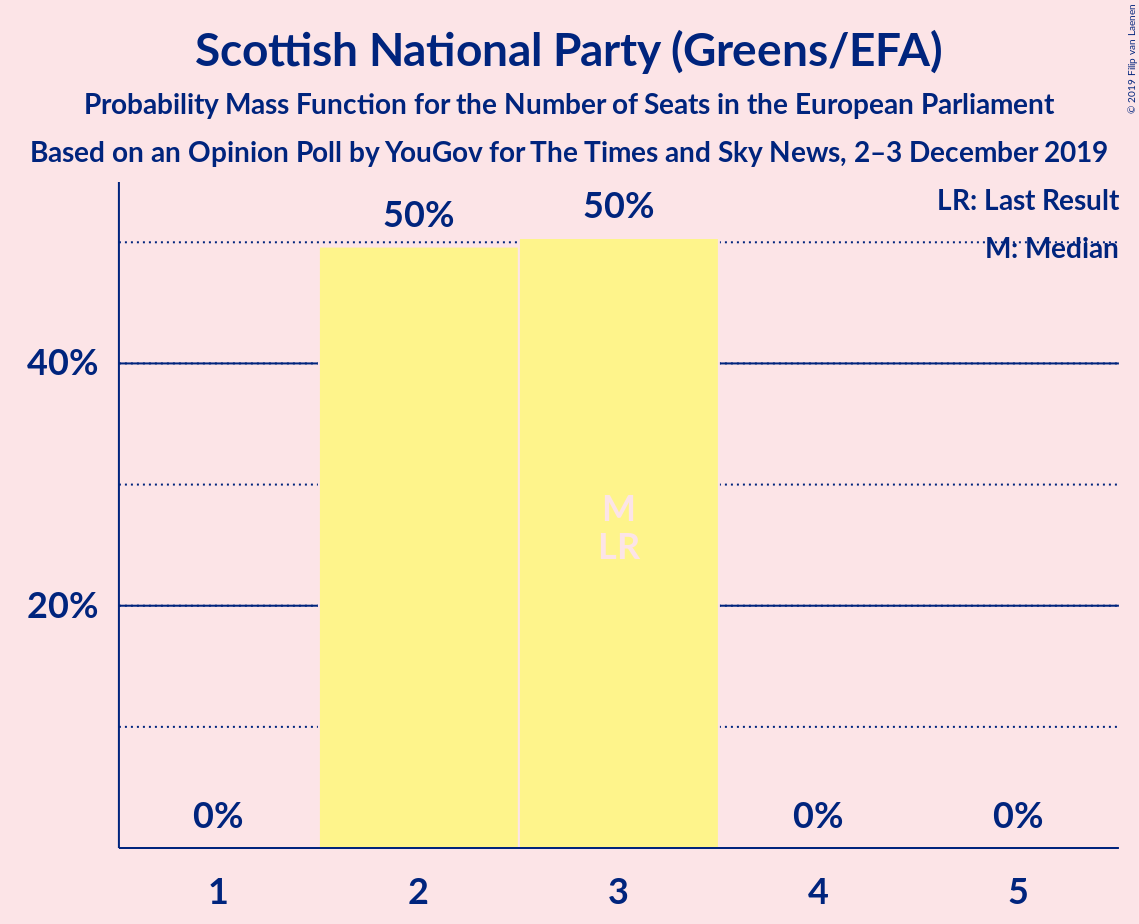 Scottish National Party (Greens/EFA)
Probability Mass Function for the Number of Seats in the European Parliament
Based on an Opinion Poll by YouGov for The Times and Sky News, 2–3 December 2019
© 2019 Filip van Laenen
LR: Last Result
M: Median
50%
50%
40%
20%
M
LR
0%
0%
0%
1
2
3
4
5